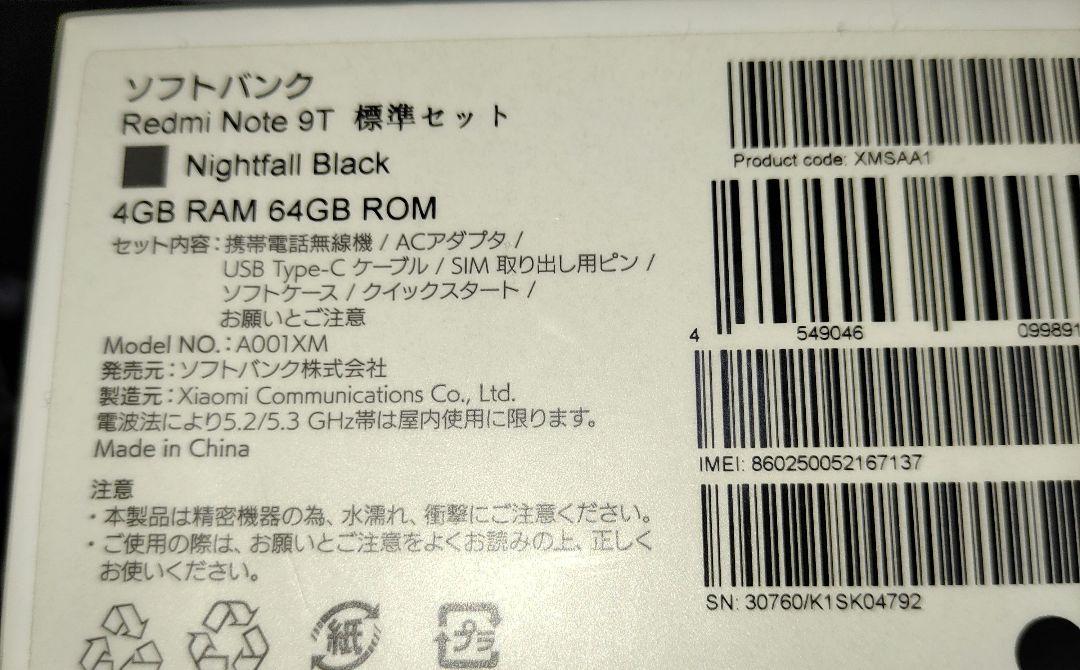 ソフトバンク
Redmi Note 9T 標準セット
Nightfall Black
4GB RAM 64GB ROM
セット内容：携帯電話無線機 / ACアダプタ /
USB Type-C ケーブル / SIM 取り出し用ピン /
ソフトケース / クイックスタート /
お願いとご注意
Model NO.：A001XM
発売元：ソフトバンク株式会社
製造元：Xiaomi Communications Co., Ltd.
電波法により5.2/5.3 GHz帯は屋内使用に限ります。
Made in China
注意
・本製品は精密機器の為、水濡れ、衝撃にご注意ください。
・ご使用の際は、お願いとご注意をよくお読みの上、正しく
お使いください。
紙
プラ
Product code: XMSAA1
4 549046 099891
IMEI: 860250052167137
SN: 30760/K1SK04792